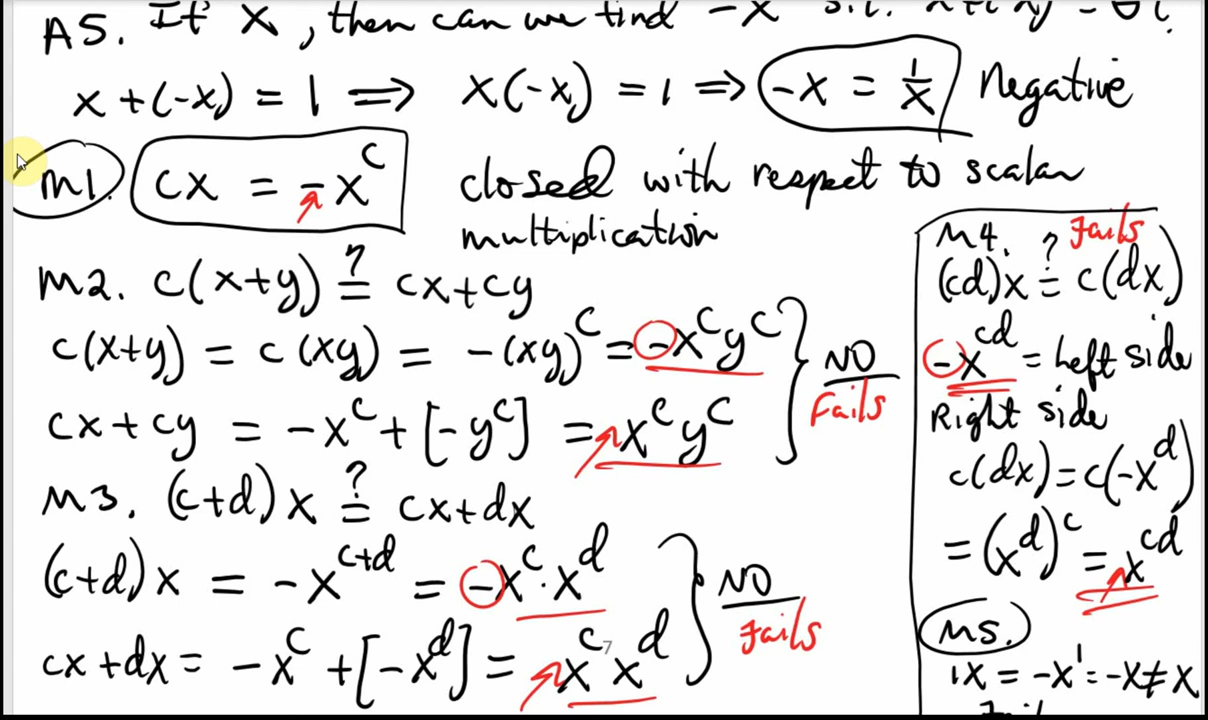 A5. If X, then can we find -X s.t. X+(-X) = θ?
x + (-x) = 1 ⟹ x(-x) = 1 ⟹ -x = 1/x Negative
M1. cx = -x^c closed with respect to scalar
multiplication
M2. c(x+y) ≟ cx+cy
c(x+y) = c(xy) = -(xy)^c = -x^c y^c
cx+cy = -x^c + [-y^c] = x^c y^c
NO
Fails
M3. (c+d)x ≟ cx+dx
(c+d)x = -x^{c+d} = -x^c · x^d
cx+dx = -x^c + [-x^d] = x^c x^d
NO
Fails
7
M4. Fails
(cd)x ≟ c(dx)
-x^{cd} = Left side
Right side
c(dx) = c(-x^d)
= (x^d)^c = x^{cd}
M5.
1x = -x^1 = -x ≠ x